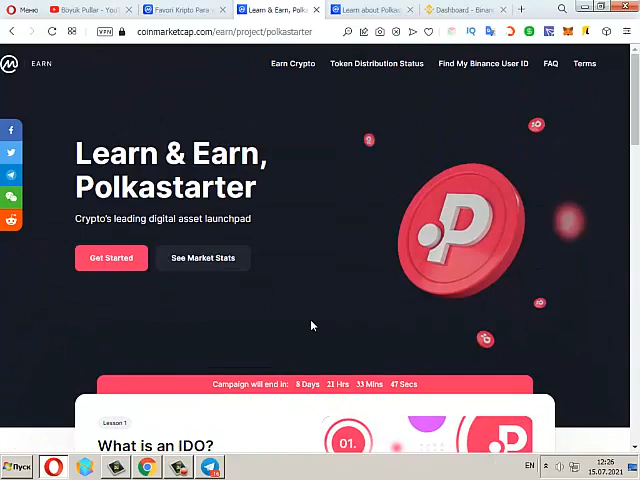 Меню
Böyük Pullar - You
Favori Kripto Para
Learn & Earn, Polka
Learn about Polkas
Dashboard - Binan
VPN
coinmarketcap.com/earn/project/polkastarter
EARN
Earn Crypto
Token Distribution Status
Find My Binance User ID
FAQ
Terms
Learn & Earn,
Polkastarter
Crypto's leading digital asset launchpad
Get Started
See Market Stats
Campaign will end in: 8 Days 21 Hrs 33 Mins 47 Secs
Lesson 1
What is an IDO?
01.
Пуск
EN
12:26
15.07.2021